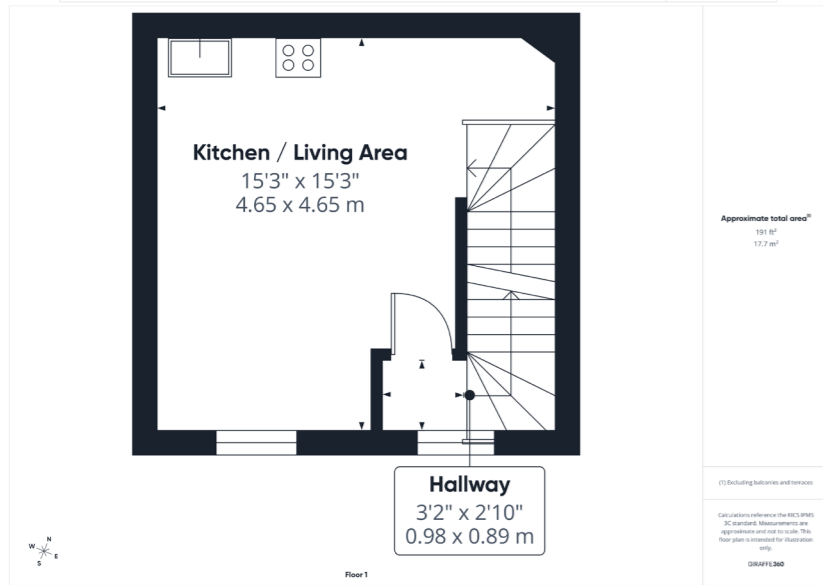 Kitchen / Living Area
15'3" x 15'3"
4.65 x 4.65 m
Hallway
3'2" x 2'10"
0.98 x 0.89 m
N
W
E
S
Floor 1
Approximate total area(1)
191 ft²
17.7 m²
(1) Excluding balconies and terraces
Calculations reference the RICS IPMS
3C standard. Measurements are
approximate and not to scale. This
floor plan is intended for illustration
only.
GIRAFFE360